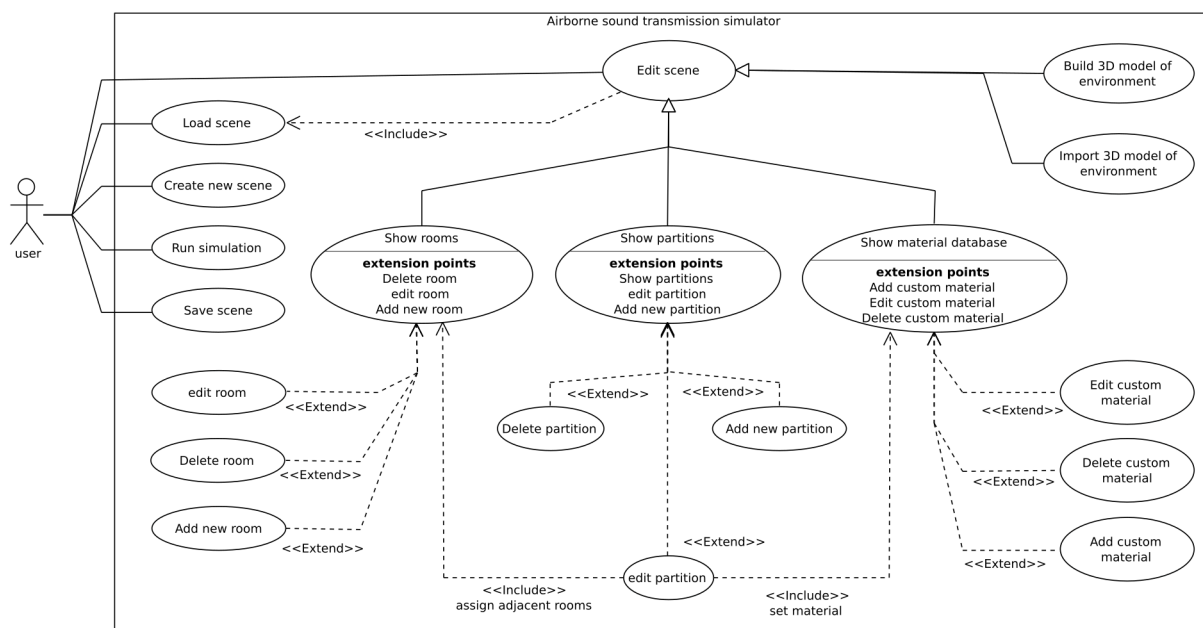 Airborne sound transmission simulator
Edit scene
Build 3D model of
environment
Load scene
<<Include>>
Import 3D model of
environment
Create new scene
user
Run simulation
Save scene
Show rooms
extension points
Delete room
edit room
Add new room
Show partitions
extension points
Show partitions
edit partition
Add new partition
Show material database
extension points
Add custom material
Edit custom material
Delete custom material
edit room
<<Extend>>
Delete room
<<Extend>>
Add new room
<<Extend>>
<<Extend>>
<<Extend>>
Delete partition
Add new partition
<<Extend>>
edit partition
<<Include>>
assign adjacent rooms
<<Include>>
set material
Edit custom
material
<<Extend>>
Delete custom
material
<<Extend>>
Add custom
material
<<Extend>>